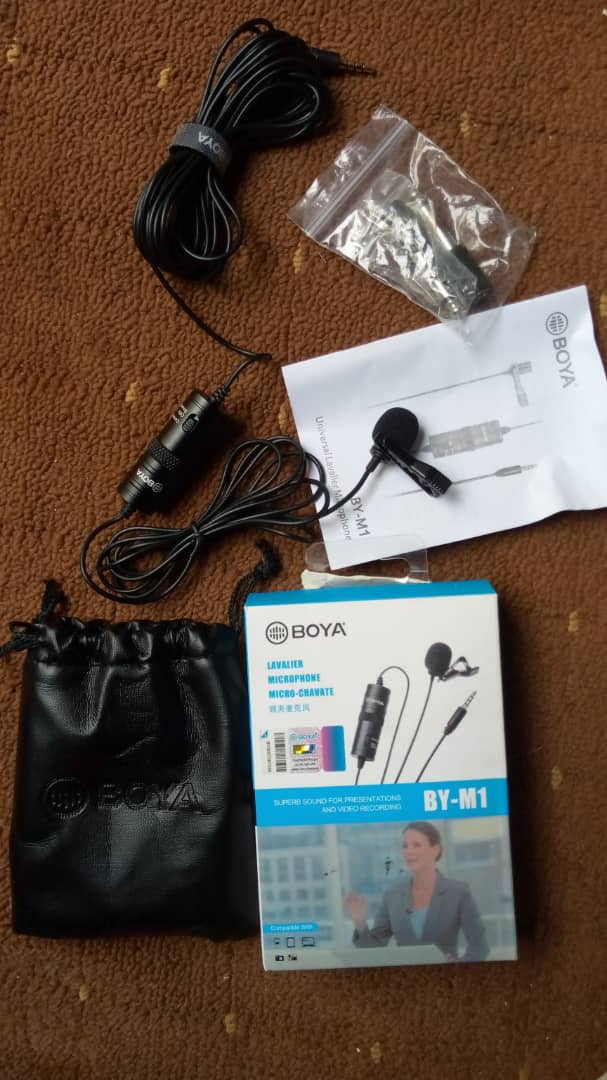 BOYA
BOYA
Universal Lavalier Microphone
BY-M1
BOYA
BOYA
BOYA
LAVALIER
MICROPHONE
MICRO-CRAVATE
领夹麦克风
BOYA
SUPERB SOUND FOR PRESENTATIONS
AND VIDEO RECORDING
BY-M1
Compatible With